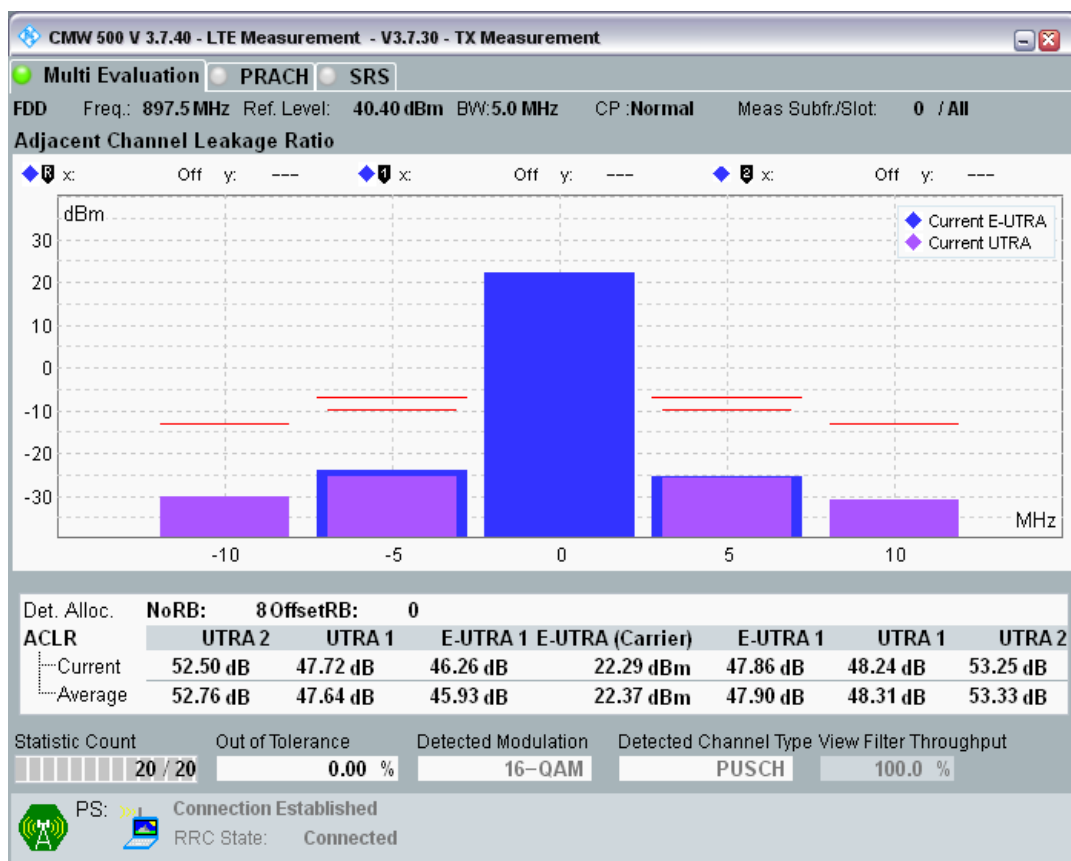 CMW 500 V 3.7.40 - LTE Measurement - V3.7.30 - TX Measurement
Multi Evaluation PRACH SRS
FDD Freq.: 897.5 MHz Ref. Level: 40.40 dBm BW:5.0 MHz CP :Normal Meas Subfr./Slot: 0 / All
Adjacent Channel Leakage Ratio
R x: Off y: --- 1 x: Off y: --- 2 x: Off y: ---
dBm
Current E-UTRA
Current UTRA
30
20
10
0
-10
-20
-30
MHz
-10 -5 0 5 10
Det. Alloc. NoRB: 8 OffsetRB: 0
ACLR UTRA 2 UTRA 1 E-UTRA 1 E-UTRA (Carrier) E-UTRA 1 UTRA 1 UTRA 2
Current 52.50 dB 47.72 dB 46.26 dB 22.29 dBm 47.86 dB 48.24 dB 53.25 dB
Average 52.76 dB 47.64 dB 45.93 dB 22.37 dBm 47.90 dB 48.31 dB 53.33 dB
Statistic Count Out of Tolerance Detected Modulation Detected Channel Type View Filter Throughput
20 / 20 0.00 % 16-QAM PUSCH 100.0 %
PS: Connection Established
RRC State: Connected